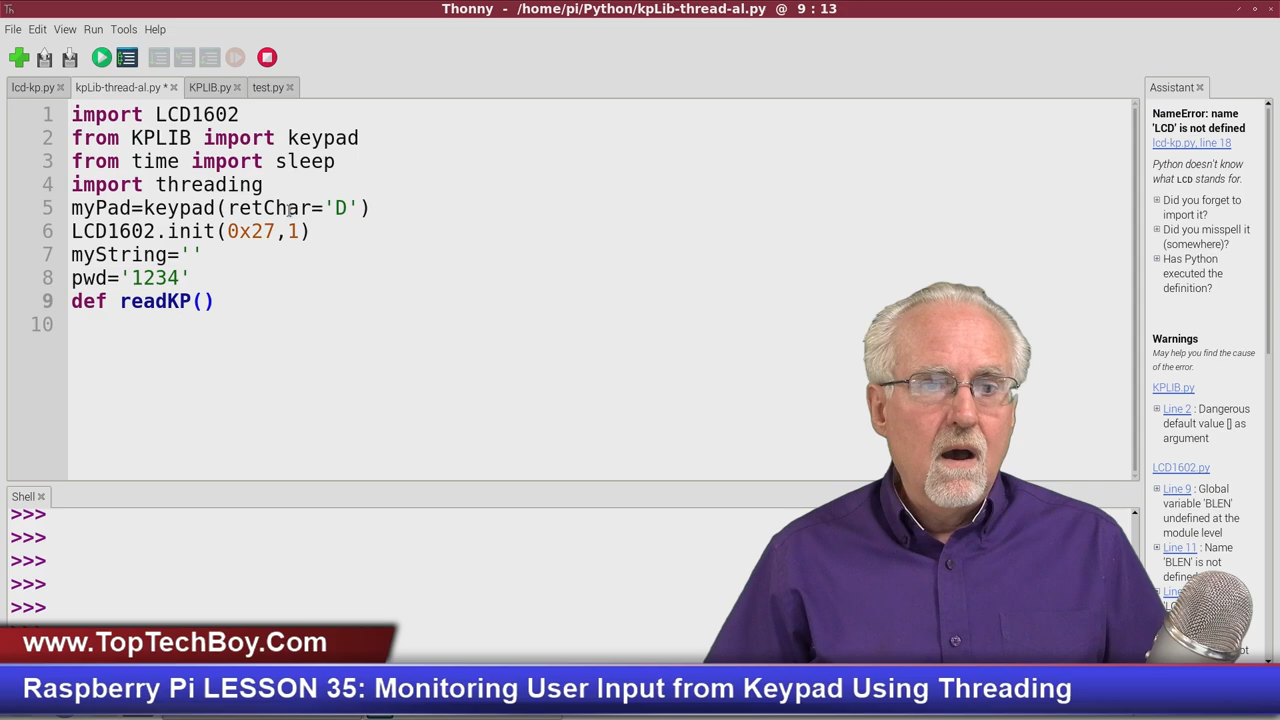 Thonny - /home/pi/Python/kpLib-thread-al.py @ 9 : 13
File Edit View Run Tools Help
lcd-kp.py
kpLib-thread-al.py *
KPLIB.py
test.py
1 import LCD1602
2 from KPLIB import keypad
3 from time import sleep
4 import threading
5 myPad=keypad(retChar='D')
6 LCD1602.init(0x27,1)
7 myString=''
8 pwd='1234'
9 def readKP()
10
Assistant
NameError: name
'LCD' is not defined
lcd-kp.py, line 18
Python doesn't know
what LCD stands for.
Did you forget to
import it?
Did you misspell it
(somewhere)?
Has Python
executed the
definition?
Warnings
May help you find the cause
of the error.
KPLIB.py
Line 2 : Dangerous
default value [] as
argument
LCD1602.py
Line 9 : Global
variable 'BLEN'
undefined at the
module level
Line 11 : Name
'BLEN' is not
Shell
>>>
>>>
>>>
>>>
>>>
www.TopTechBoy.Com
Raspberry Pi LESSON 35: Monitoring User Input from Keypad Using Threading